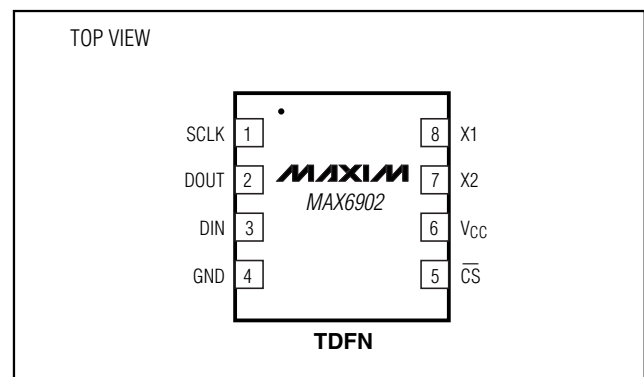 TOP VIEW
SCLK 1
DOUT 2
DIN 3
GND 4
MAXIM
MAX6902
8 X1
7 X2
6 VCC
5 C̅S̅
TDFN